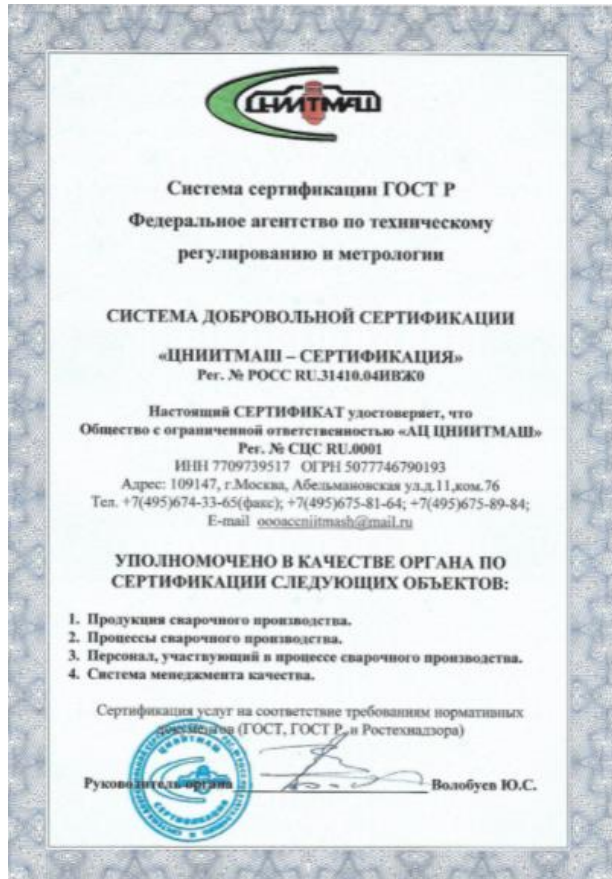 ЦНИИТМАШ
Система сертификации ГОСТ Р
Федеральное агентство по техническому
регулированию и метрологии
СИСТЕМА ДОБРОВОЛЬНОЙ СЕРТИФИКАЦИИ
«ЦНИИТМАШ – СЕРТИФИКАЦИЯ»
Рег. № РОСС RU.31410.04ИВЖ0
Настоящий СЕРТИФИКАТ удостоверяет, что
Общество с ограниченной ответственностью «АЦ ЦНИИТМАШ»
Рег. № СЦС RU.0001
ИНН 7709739517 ОГРН 5077746790193
Адрес: 109147, г.Москва, Абельмановская ул.д.11,ком.76
Тел. +7(495)674-33-65(факс); +7(495)675-81-64; +7(495)675-89-84;
E-mail oooaccniitmash@mail.ru
УПОЛНОМОЧЕНО В КАЧЕСТВЕ ОРГАНА ПО
СЕРТИФИКАЦИИ СЛЕДУЮЩИХ ОБЪЕКТОВ:
1. Продукция сварочного производства.
2. Процессы сварочного производства.
3. Персонал, участвующий в процессе сварочного производства.
4. Система менеджмента качества.
Сертификация услуг на соответствие требованиям нормативных
документов (ГОСТ, ГОСТ Р, и Ростехнадзора)
Руководитель органа Волобуев Ю.С.
ЦНИИТМАШ
СЕРТИФИКАЦИЯ